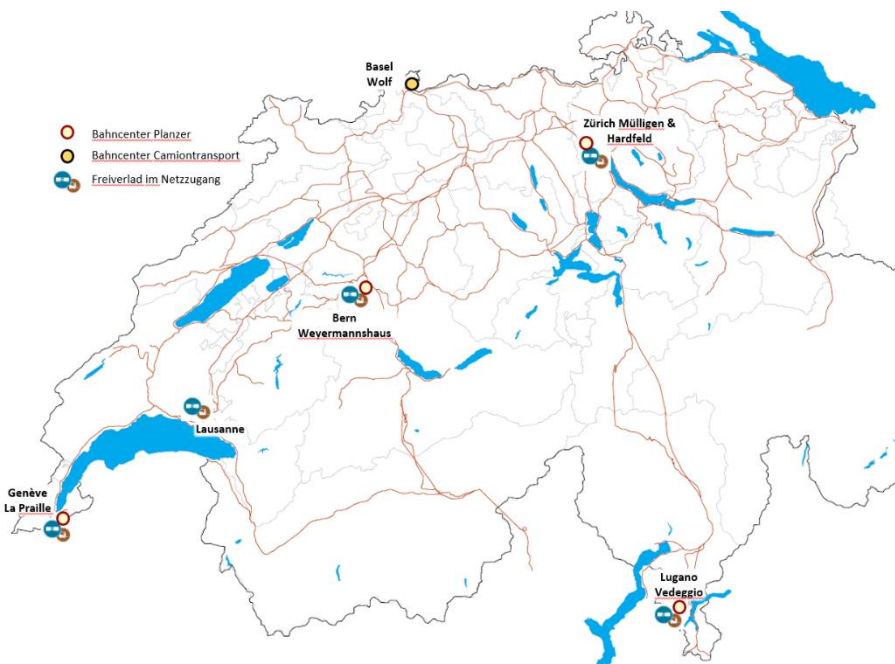 Basel
Wolf
Zürich Mülligen &
Hardfeld
Bahncenter Planzer
Bahncenter Camiontransport
Freiverlad im Netzzugang
Bern
Weyermannshaus
Lausanne
Genève
La Praille
Lugano
Vedeggio